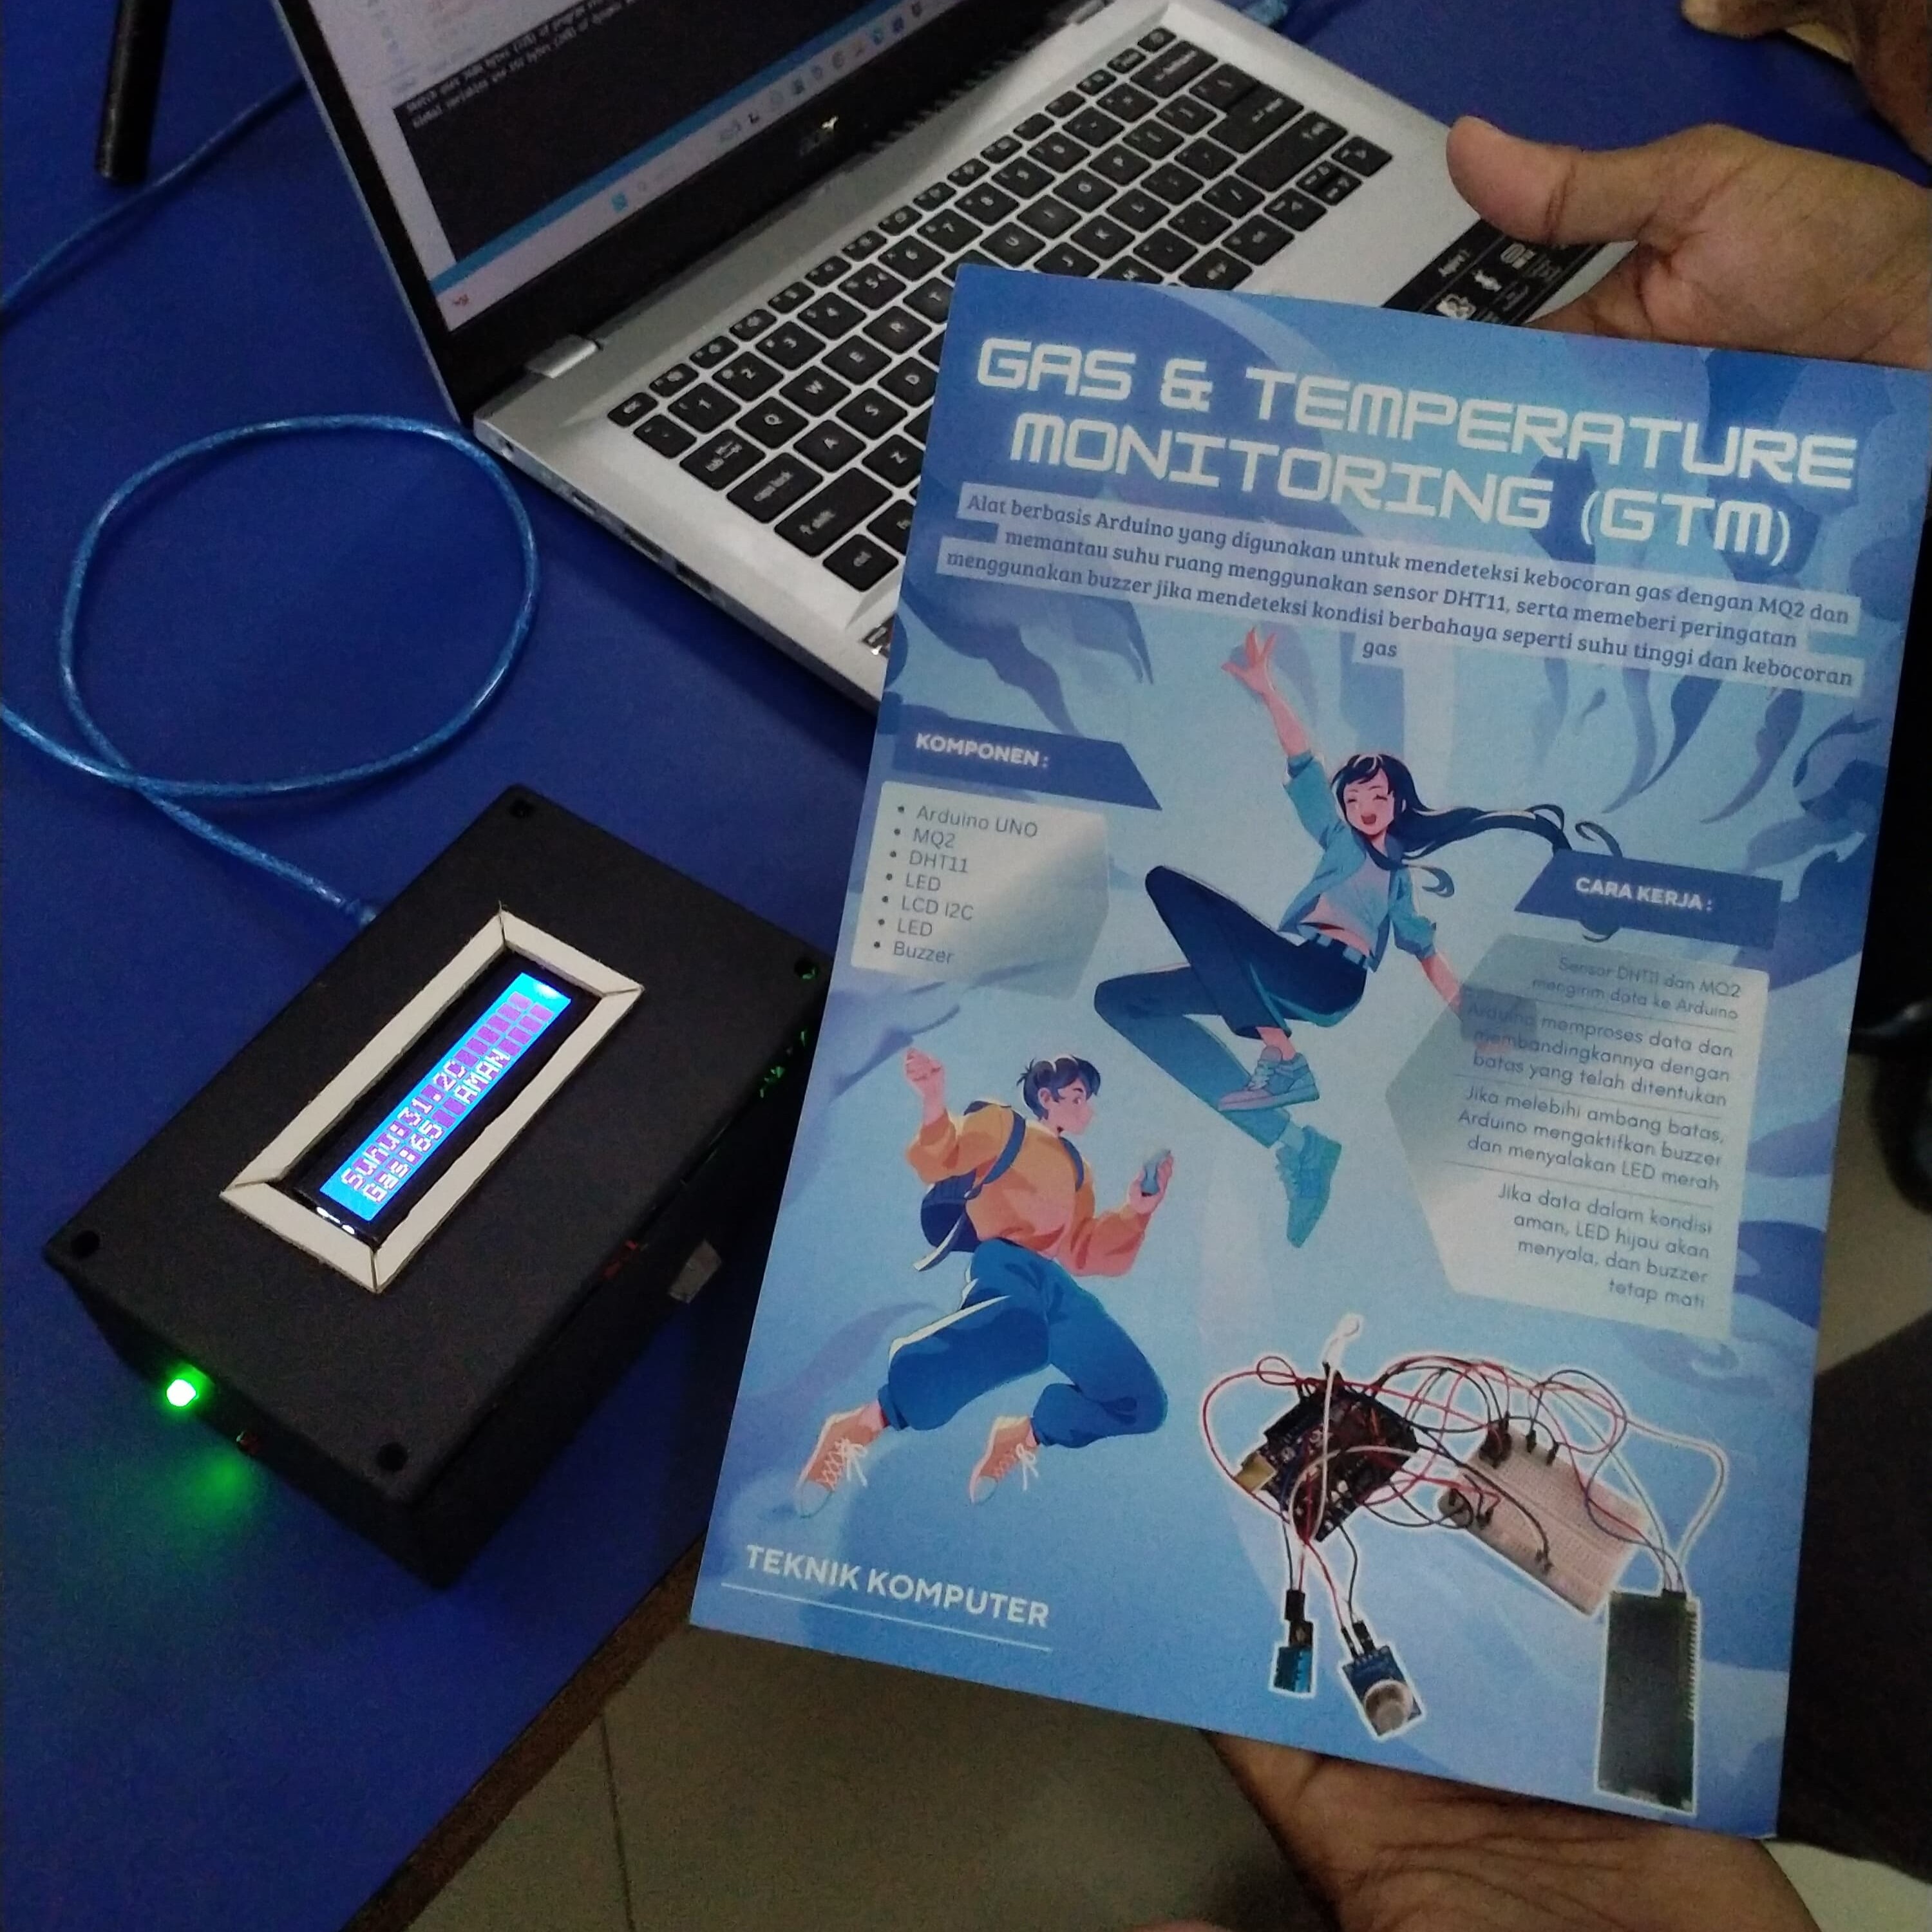 GAS & TEMPERATURE
MONITORING (GTM)
Alat berbasis Arduino yang digunakan untuk mendeteksi kebocoran gas dengan MQ2 dan
memantau suhu ruang menggunakan sensor DHT11, serta memeberi peringatan
menggunakan buzzer jika mendeteksi kondisi berbahaya seperti suhu tinggi dan kebocoran
gas
KOMPONEN :
• Arduino UNO
• MQ2
• DHT11
• LED
• LCD I2C
• LED
• Buzzer
CARA KERJA :
Sensor DHT11 dan MQ2
mengirim data ke Arduino
Arduino memproses data dan
membandingkannya dengan
batas yang telah ditentukan
Jika melebihi ambang batas,
Arduino mengaktifkan buzzer
dan menyalakan LED merah
Jika data dalam kondisi
aman, LED hijau akan
menyala, dan buzzer
tetap mati
TEKNIK KOMPUTER
Suhu:31.2C
Gas:65 AMAN
acer